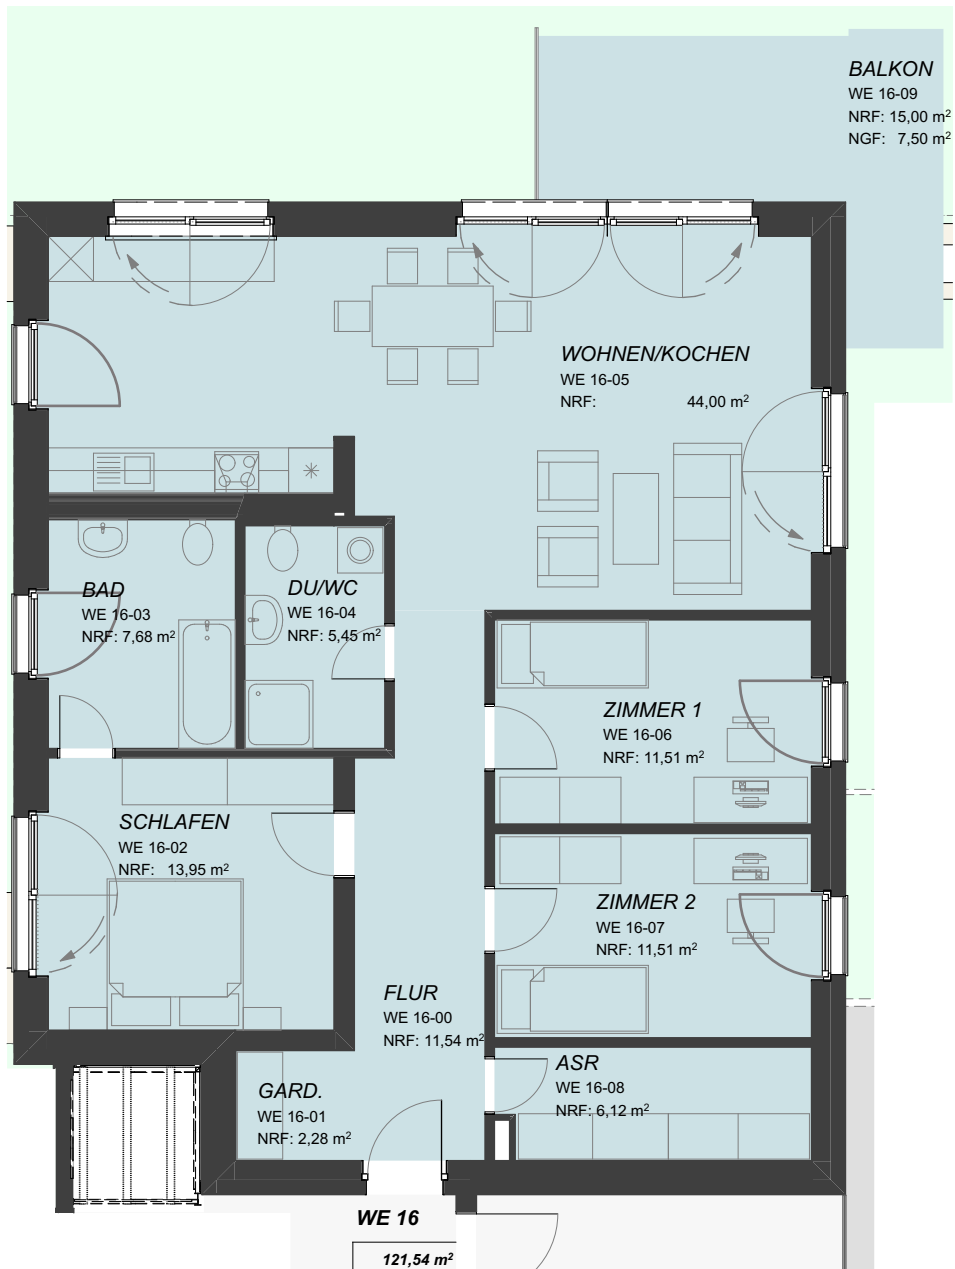 BALKON
WE 16-09
NRF: 15,00 m²
NGF: 7,50 m²
WOHNEN/KOCHEN
WE 16-05
NRF: 44,00 m²
BAD
WE 16-03
NRF: 7,68 m²
DU/WC
WE 16-04
NRF: 5,45 m²
ZIMMER 1
WE 16-06
NRF: 11,51 m²
SCHLAFEN
WE 16-02
NRF: 13,95 m²
ZIMMER 2
WE 16-07
NRF: 11,51 m²
FLUR
WE 16-00
NRF: 11,54 m²
ASR
WE 16-08
NRF: 6,12 m²
GARD.
WE 16-01
NRF: 2,28 m²
WE 16
121,54 m²